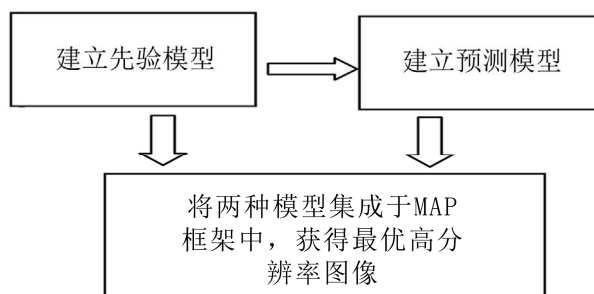 建立先验模型
建立预测模型
将两种模型集成于MAP
框架中，获得最优高分
辨率图像